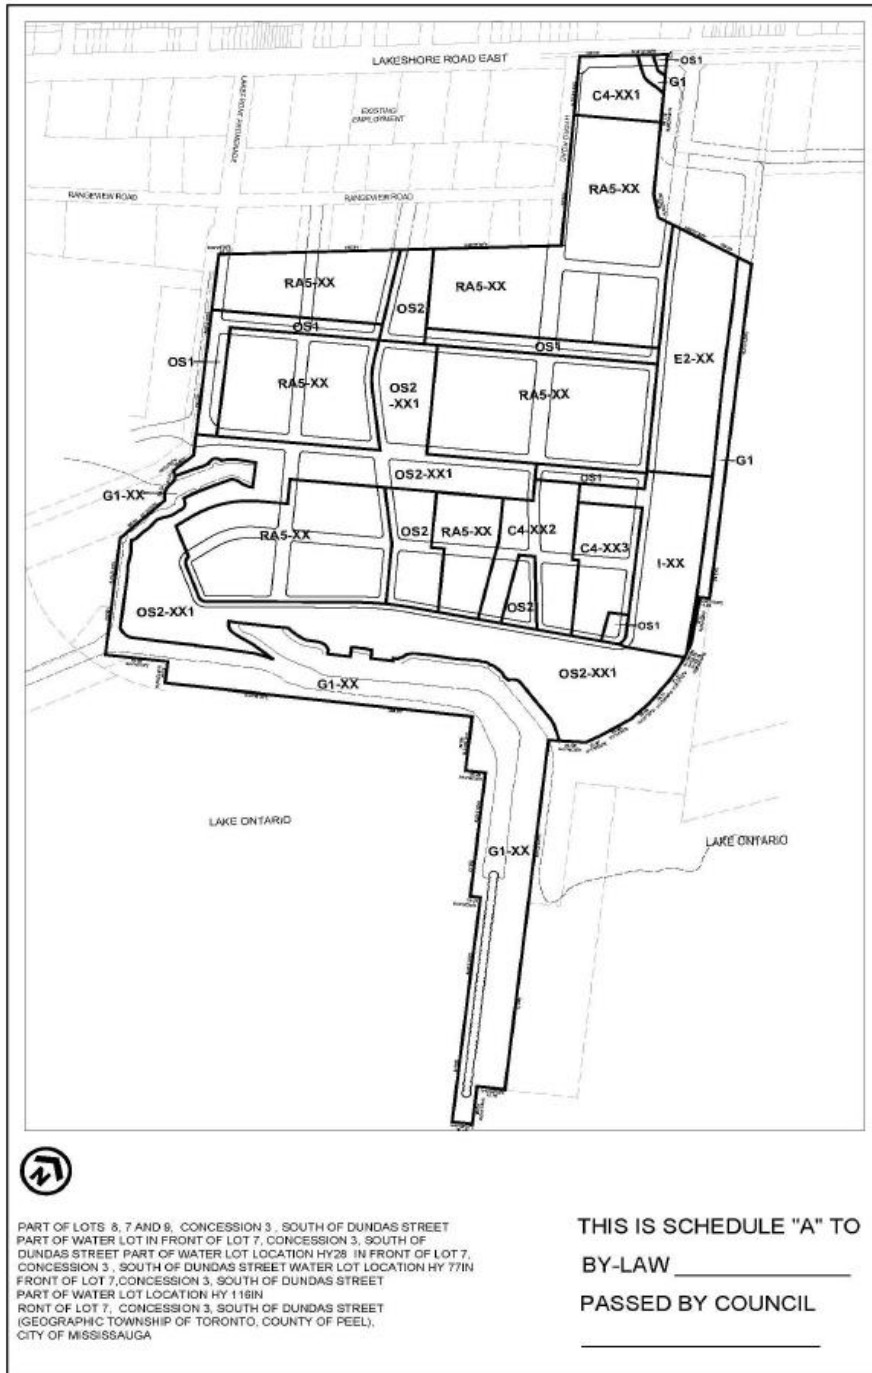 LAKESHORE ROAD EAST
OS1
G1
C4-XX1
LAKEFRONT PROMENADE
EXISTING
EMPLOYMENT
HYDRO ROAD
RA5-XX
RANGEVIEW ROAD
RANGEVIEW ROAD
RA5-XX
OS2
RA5-XX
OS1
OS1
E2-XX
OS1
RA5-XX
OS2
-XX1
RA5-XX
G1
OS2-XX1
OS1
G1-XX
RA5-XX
OS2
RA5-XX
C4-XX2
C4-XX3
I-XX
OS2-XX1
OS2
OS1
OS2-XX1
G1-XX
LAKE ONTARIO
LAKE ONTARIO
G1-XX
Z
PART OF LOTS 8, 7 AND 9, CONCESSION 3 , SOUTH OF DUNDAS STREET
PART OF WATER LOT IN FRONT OF LOT 7, CONCESSION 3, SOUTH OF
DUNDAS STREET PART OF WATER LOT LOCATION HY28 IN FRONT OF LOT 7,
CONCESSION 3 , SOUTH OF DUNDAS STREET WATER LOT LOCATION HY 77IN
FRONT OF LOT 7,CONCESSION 3, SOUTH OF DUNDAS STREET
PART OF WATER LOT LOCATION HY 116IN
RONT OF LOT 7, CONCESSION 3, SOUTH OF DUNDAS STREET
(GEOGRAPHIC TOWNSHIP OF TORONTO, COUNTY OF PEEL),
CITY OF MISSISSAUGA
THIS IS SCHEDULE "A" TO
BY-LAW
PASSED BY COUNCIL